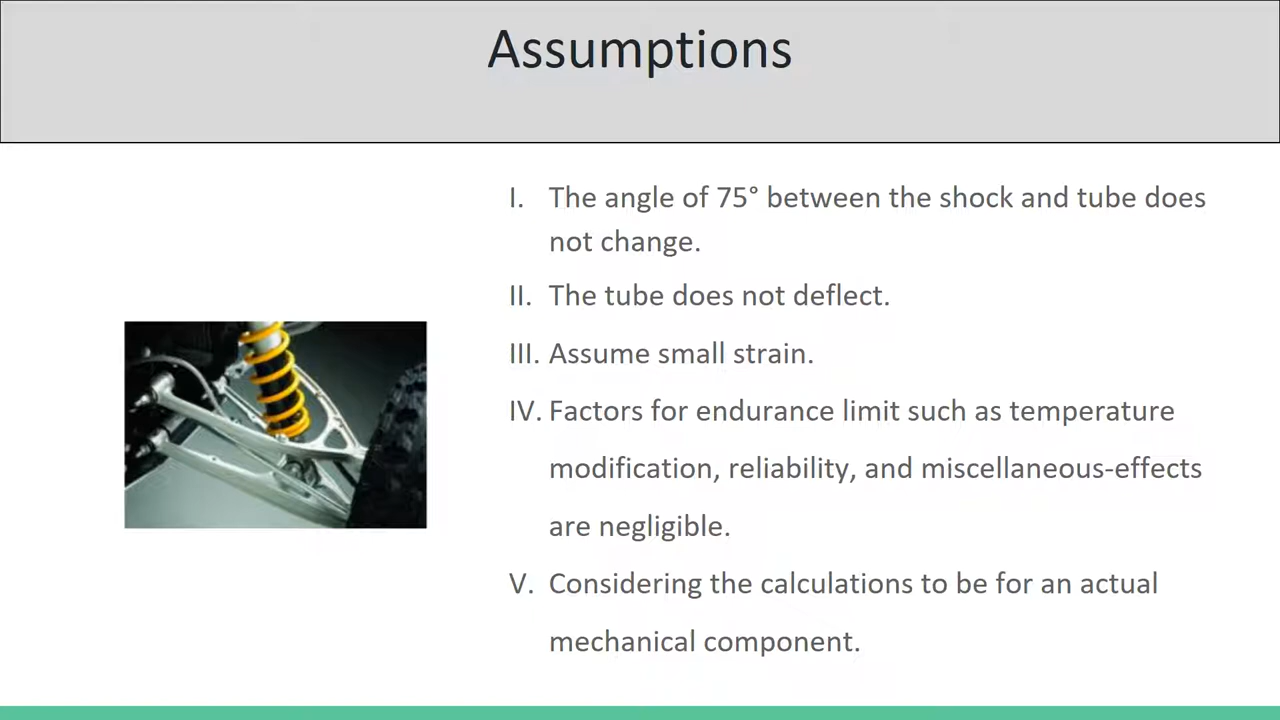 Assumptions
I. The angle of 75° between the shock and tube does
not change.
II. The tube does not deflect.
III. Assume small strain.
IV. Factors for endurance limit such as temperature
modification, reliability, and miscellaneous-effects
are negligible.
V. Considering the calculations to be for an actual
mechanical component.